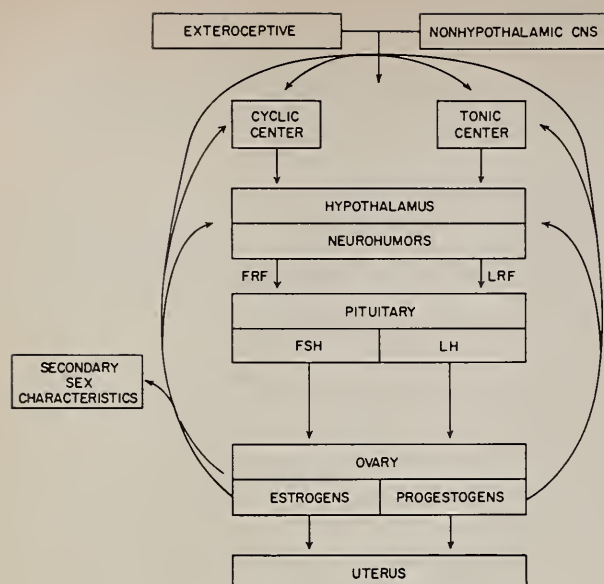 EXTEROCEPTIVE
NONHYPOTHALAMIC CNS
CYCLIC
CENTER
TONIC
CENTER
HYPOTHALAMUS
NEUROHUMORS
FRF
LRF
PITUITARY
FSH
LH
SECONDARY
SEX
CHARACTERISTICS
OVARY
ESTROGENS
PROGESTOGENS
UTERUS